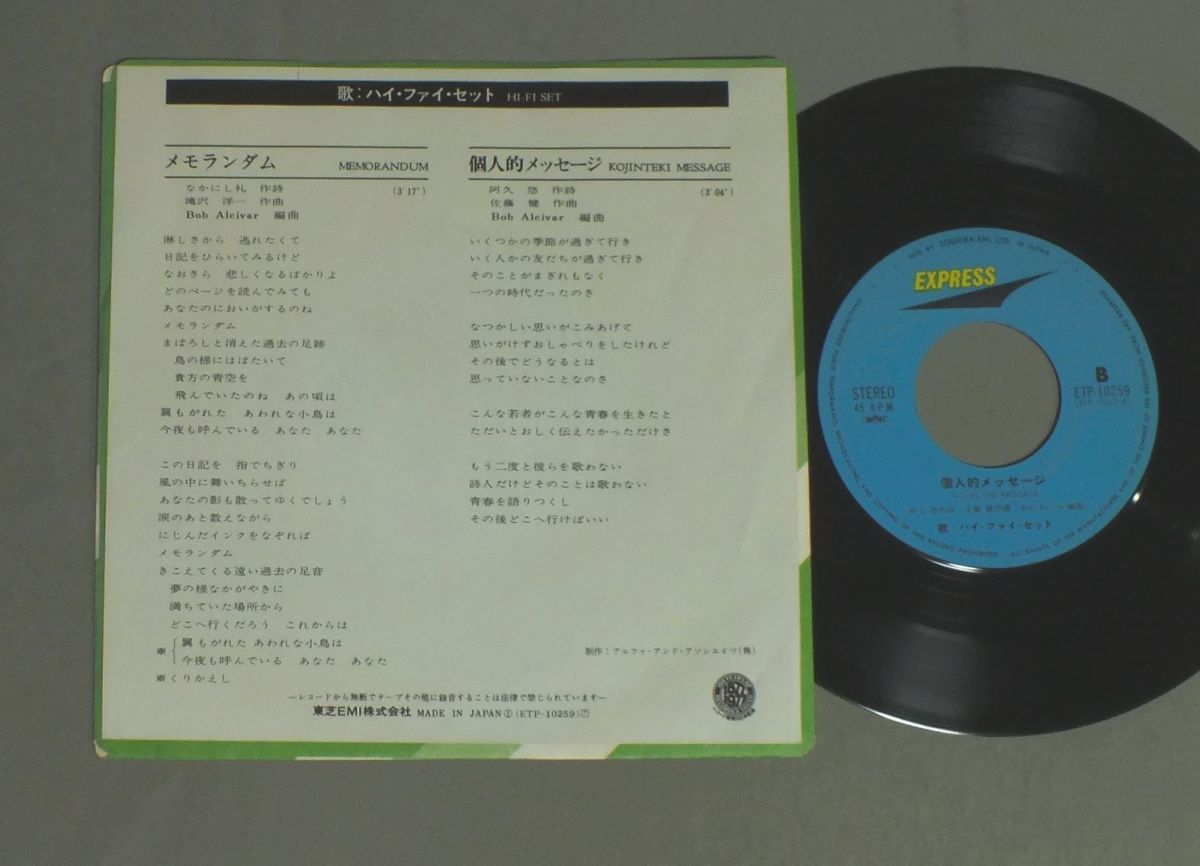 歌:ハイ・ファイ・セット HI-FI SET
メモランダム MEMORANDUM
なかにし礼 作詩 (3'17")
滝沢 洋一 作曲
Bob Alcivar 編曲
淋しさから 逃れたくて
日記をひらいてみるけど
なおさら 悲しくなるばかりよ
どのページを読んでみても
あなたのにおいがするのね
メモランダム
まぼろしと消えた過去の足跡
鳥の様にはばたいて
貴方の青空を
飛んでいたのね あの頃は
翼もがれた あわれな小鳥は
今夜も呼んでいる あなた あなた
この日記を 指でちぎり
風の中に舞いちらせば
あなたの影も散ってゆくでしょう
涙のあと数えながら
にじんだインクをなぞれば
メモランダム
きこえてくる遠い過去の足音
夢の様なかがやきに
満ちていた場所から
どこへ行くだろう これからは
※ 翼もがれた あわれな小鳥は
今夜も呼んでいる あなた あなた
※くりかえし
個人的メッセージ KOJINTEKI MESSAGE
阿久 悠 作詩 (3'04")
佐藤 健 作曲
Bob Alcivar 編曲
いくつかの季節が過ぎて行き
いく人かの友だちが過ぎて行き
そのことがまぎれもなく
一つの時代だったのさ
なつかしい思いがこみあげて
思いがけずおしゃべりをしたけれど
その後でどうなるとは
思っていないことなのさ
こんな若者がこんな青春を生きたと
ただいとおしく伝えたかっただけさ
もう二度と彼らを歌わない
詩人だけどそのことは歌わない
青春を語りつくし
その後どこへ行けばいい
制作:アルファ・アンド・アソシエイツ(株)
—レコードから無断でテープその他に録音することは法律で禁じられています—
東芝EMI株式会社 MADE IN JAPAN (ETP-10259)
MFD BY TOSHIBA-EMI LTD. IN JAPAN
EXPRESS
STEREO
45 R.P.M.
B
ETP-10259
個人的メッセージ
KOJINTEKI MESSAGE
歌:ハイ・ファイ・セット